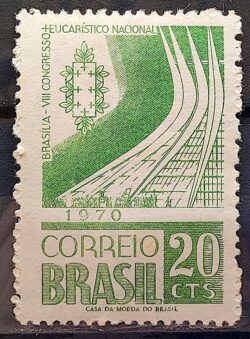 BRASÍLIA - VIII CONGRESSO EUCARÍSTICO NACIONAL
1970
CORREIO
BRASIL
20
CTS
CASA DA MOEDA DO BRASIL